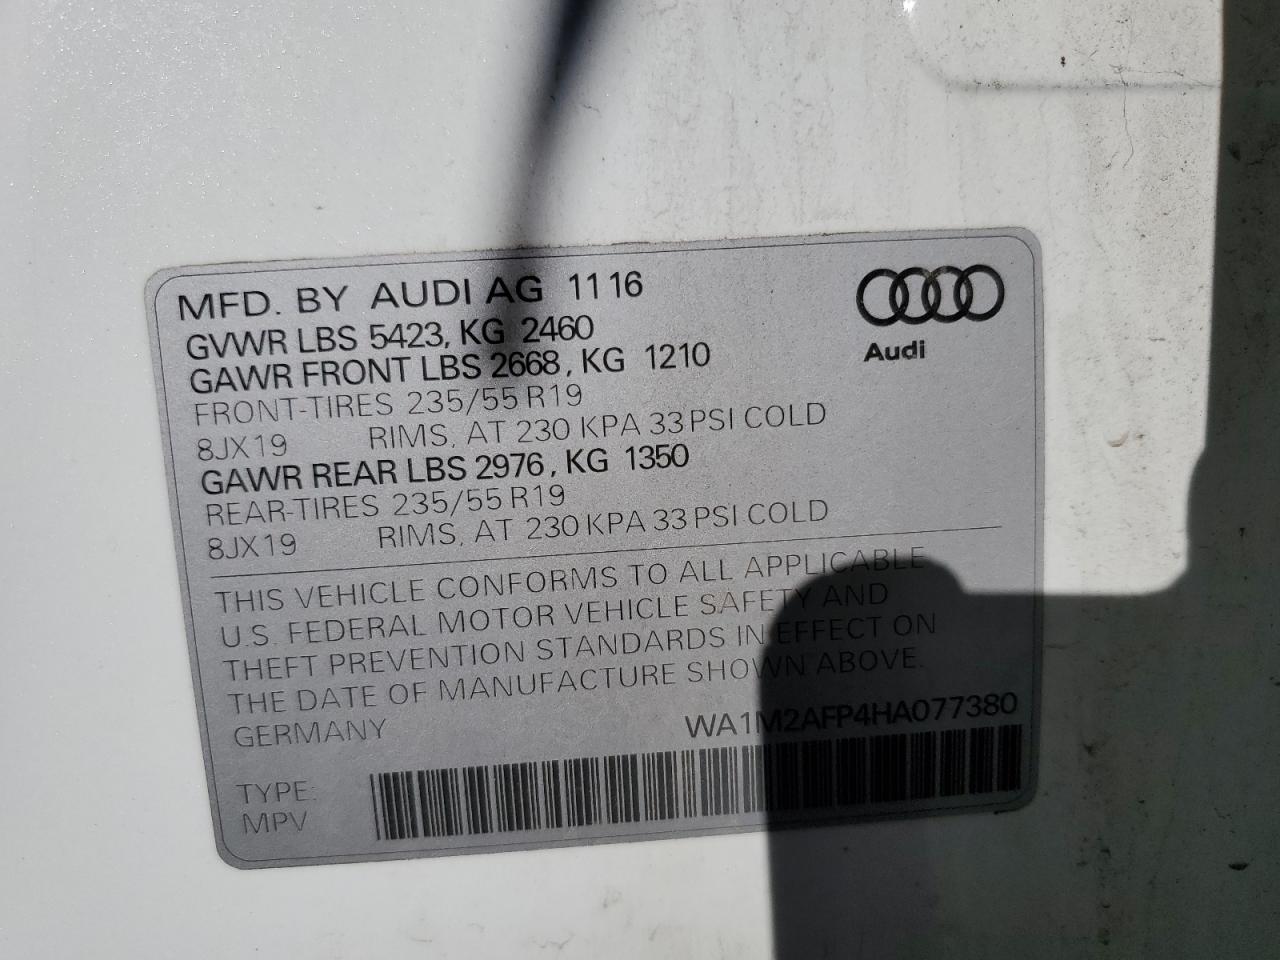 MFD. BY AUDI AG 11 16
GVWR LBS 5423, KG 2460
GAWR FRONT LBS 2668, KG 1210
FRONT-TIRES 235/55 R19
8JX19 RIMS. AT 230 KPA 33 PSI COLD
GAWR REAR LBS 2976, KG 1350
REAR-TIRES 235/55 R19
8JX19 RIMS. AT 230 KPA 33 PSI COLD
Audi
THIS VEHICLE CONFORMS TO ALL APPLICABLE
U.S. FEDERAL MOTOR VEHICLE SAFETY AND
THEFT PREVENTION STANDARDS IN EFFECT ON
THE DATE OF MANUFACTURE SHOWN ABOVE.
GERMANY WA1M2AFP4HA077380
TYPE:
MPV